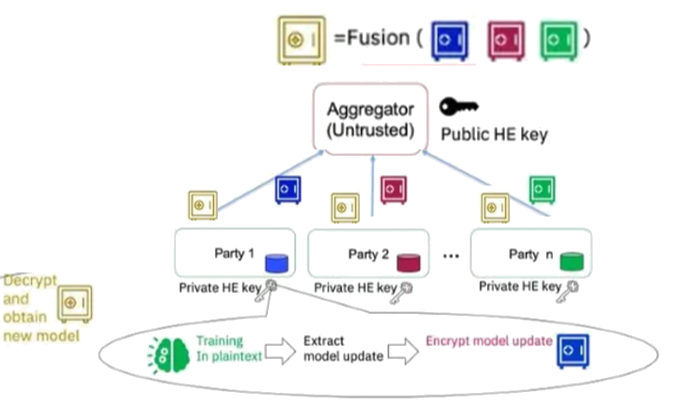 =Fusion ( )
Aggregator
(Untrusted)
Public HE key
Party 1
Party 2
...
Party n
Private HE key
Private HE key
Private HE key
Decrypt
and
obtain
new model
Training
In plaintext
Extract
model update
Encrypt model update